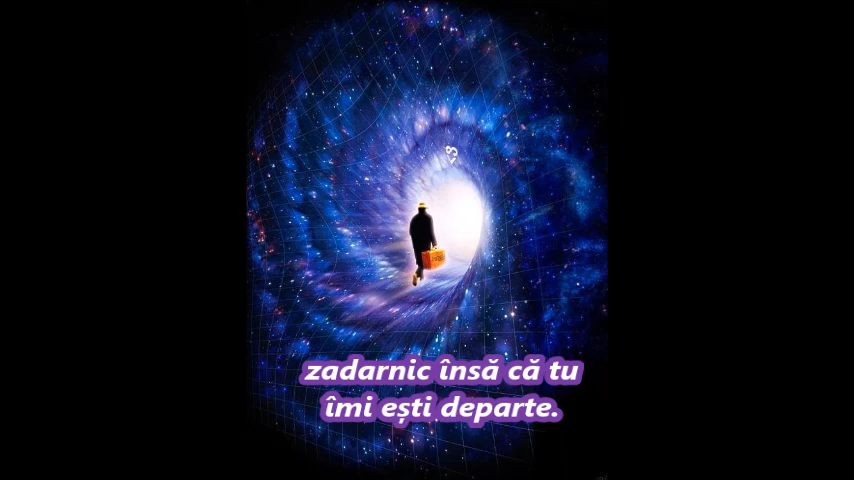 zadarnic însă că tu
îmi ești departe.